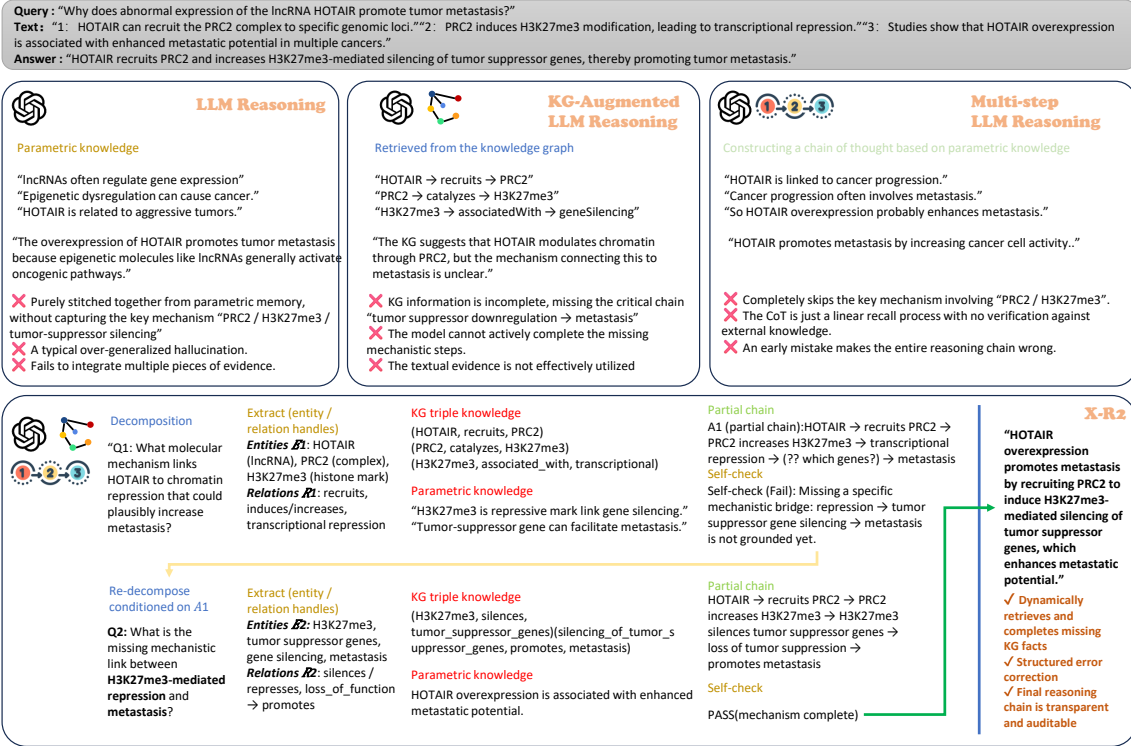 Query : “Why does abnormal expression of the lncRNA HOTAIR promote tumor metastasis?”
Text: “1: HOTAIR can recruit the PRC2 complex to specific genomic loci.”“2: PRC2 induces H3K27me3 modification, leading to transcriptional repression.”“3: Studies show that HOTAIR overexpression
is associated with enhanced metastatic potential in multiple cancers.”
Answer : “HOTAIR recruits PRC2 and increases H3K27me3-mediated silencing of tumor suppressor genes, thereby promoting tumor metastasis.”
LLM Reasoning
Parametric knowledge
“lncRNAs often regulate gene expression”
“Epigenetic dysregulation can cause cancer.”
“HOTAIR is related to aggressive tumors.”
“The overexpression of HOTAIR promotes tumor metastasis
because epigenetic molecules like lncRNAs generally activate
oncogenic pathways.”
❌ Purely stitched together from parametric memory,
without capturing the key mechanism “PRC2 / H3K27me3 /
tumor-suppressor silencing”
❌ A typical over-generalized hallucination.
❌ Fails to integrate multiple pieces of evidence.
KG-Augmented
LLM Reasoning
Retrieved from the knowledge graph
“HOTAIR → recruits → PRC2”
“PRC2 → catalyzes → H3K27me3”
“H3K27me3 → associatedWith → geneSilencing”
“The KG suggests that HOTAIR modulates chromatin
through PRC2, but the mechanism connecting this to
metastasis is unclear.”
❌ KG information is incomplete, missing the critical chain
“tumor suppressor downregulation → metastasis”
❌ The model cannot actively complete the missing
mechanistic steps.
❌ The textual evidence is not effectively utilized
1 2 3
Multi-step
LLM Reasoning
Constructing a chain of thought based on parametric knowledge
“HOTAIR is linked to cancer progression.”
“Cancer progression often involves metastasis.”
“So HOTAIR overexpression probably enhances metastasis.”
“HOTAIR promotes metastasis by increasing cancer cell activity..”
❌ Completely skips the key mechanism involving “PRC2 / H3K27me3”.
❌ The CoT is just a linear recall process with no verification against
external knowledge.
❌ An early mistake makes the entire reasoning chain wrong.
1 2 3
Decomposition
“Q1: What molecular
mechanism links
HOTAIR to chromatin
repression that could
plausibly increase
metastasis?
Extract (entity /
relation handles)
Entities E1: HOTAIR
(lncRNA), PRC2 (complex),
H3K27me3 (histone mark)
Relations R1: recruits,
induces/increases,
transcriptional repression
KG triple knowledge
(HOTAIR, recruits, PRC2)
(PRC2, catalyzes, H3K27me3)
(H3K27me3, associated_with, transcriptional)
Parametric knowledge
“H3K27me3 is repressive mark link gene silencing.”
“Tumor-suppressor gene can facilitate metastasis.”
Partial chain
A1 (partial chain):HOTAIR → recruits PRC2 →
PRC2 increases H3K27me3 → transcriptional
repression → (?? which genes?) → metastasis
Self-check
Self-check (Fail): Missing a specific
mechanistic bridge: repression → tumor
suppressor gene silencing → metastasis
is not grounded yet.
Re-decompose
conditioned on A1
Q2: What is the
missing mechanistic
link between
H3K27me3-mediated
repression and
metastasis?
Extract (entity /
relation handles)
Entities E2: H3K27me3,
tumor suppressor genes,
gene silencing, metastasis
Relations R2: silences /
represses, loss_of_function
→ promotes
KG triple knowledge
(H3K27me3, silences,
tumor_suppressor_genes)(silencing_of_tumor_s
uppressor_genes, promotes, metastasis)
Parametric knowledge
HOTAIR overexpression is associated with enhanced
metastatic potential.
Partial chain
HOTAIR → recruits PRC2 → PRC2
increases H3K27me3 → H3K27me3
silences tumor suppressor genes →
loss of tumor suppression →
promotes metastasis
Self-check
PASS(mechanism complete)
X-R2
“HOTAIR
overexpression
promotes metastasis
by recruiting PRC2 to
induce H3K27me3-
mediated silencing of
tumor suppressor
genes, which
enhances metastatic
potential.”
✓ Dynamically
retrieves and
completes missing
KG facts
✓ Structured error
correction
✓ Final reasoning
chain is transparent
and auditable